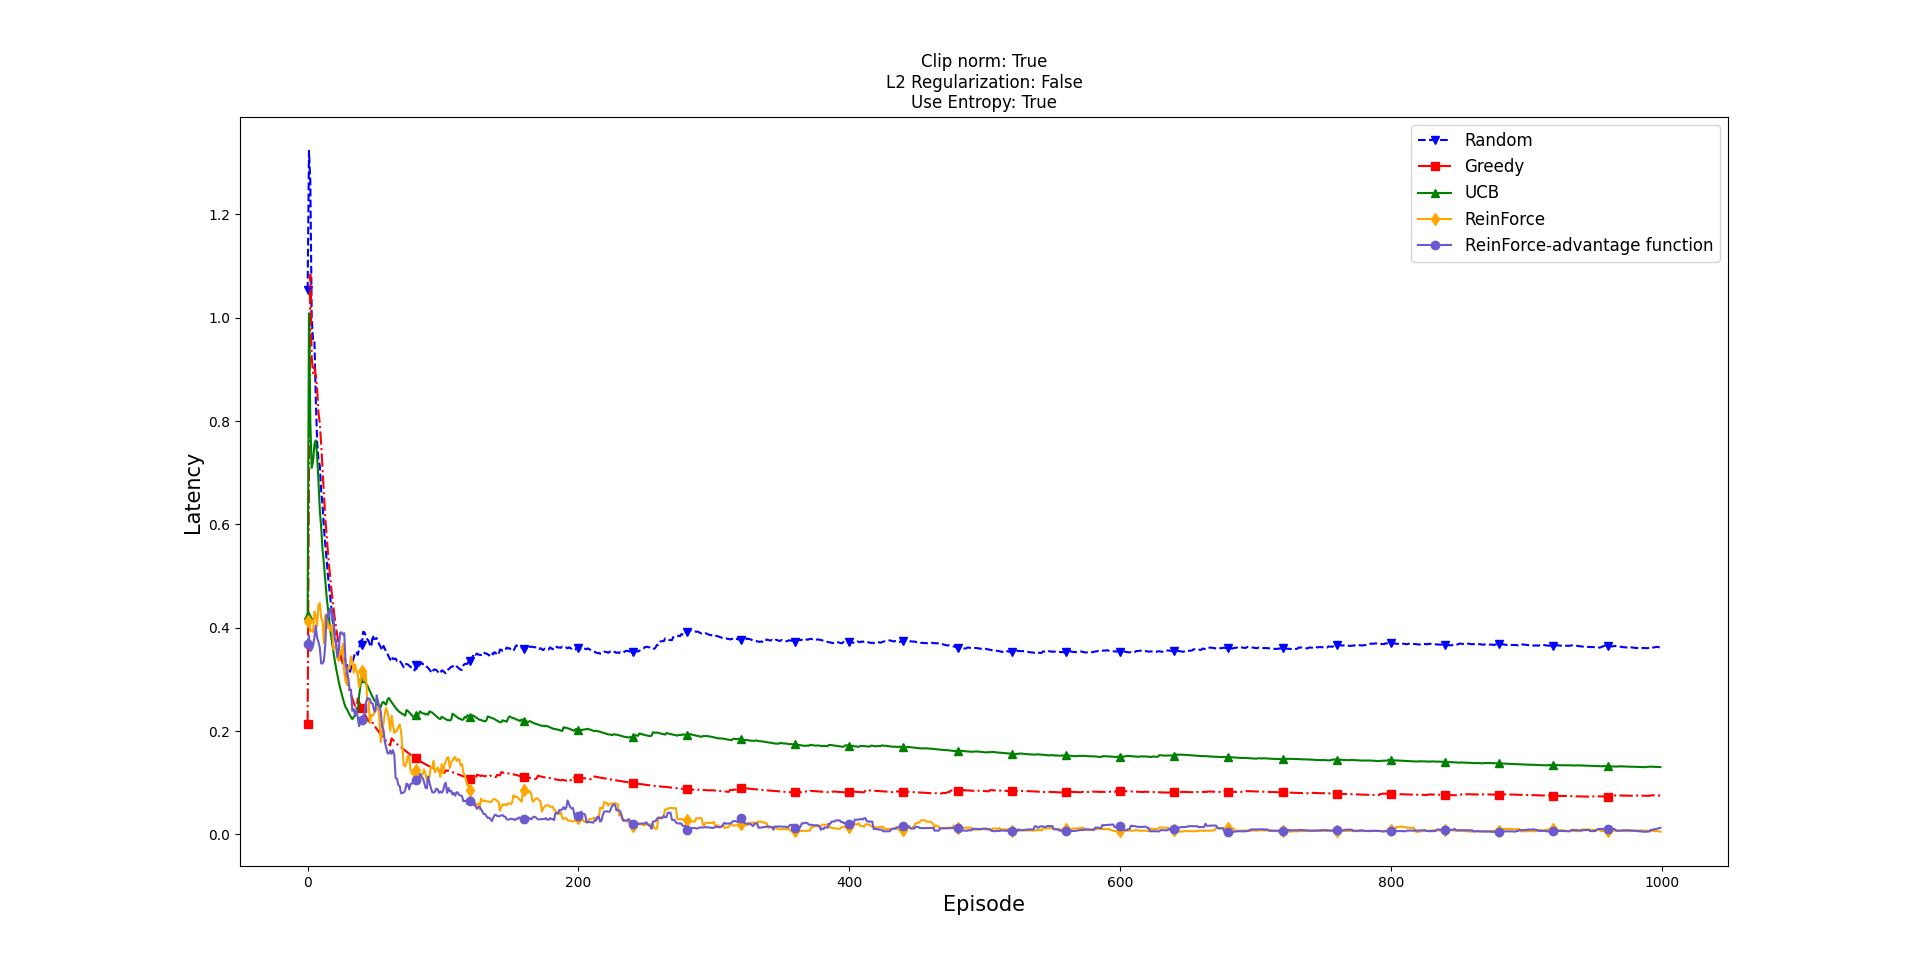 Clip norm: True
L2 Regularization: False
Use Entropy: True
Random
Greedy
UCB
ReinForce
ReinForce-advantage function
Latency
1.2
1.0
0.8
0.6
0.4
0.2
0.0
0 200 400 600 800 1000
Episode